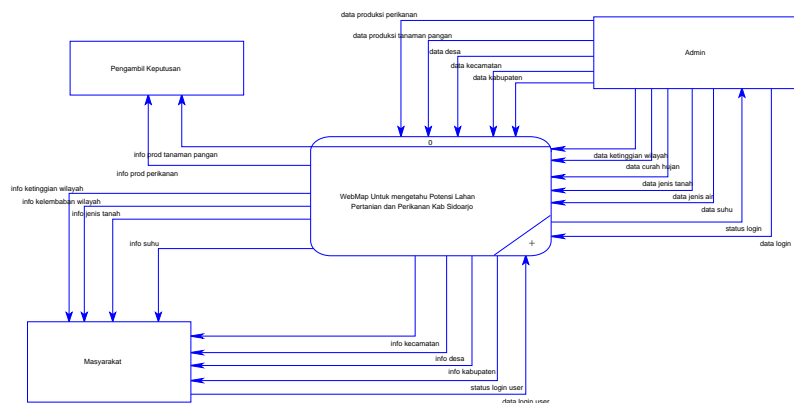 data produksi perikanan
data produksi tanaman pangan
data desa
data kecamatan
data kabupaten
Admin
Pengambil Keputusan
0
info prod tanaman pangan
info prod perikanan
data ketinggian wilayah
data curah hujan
data jenis tanah
data jenis air
data suhu
status login
data login
WebMap Untuk mengetahu Potensi Lahan
Pertanian dan Perikanan Kab Sidoarjo
+
info ketinggian wilayah
info kelembaban wilayah
info jenis tanah
info suhu
Masyarakat
info kecamatan
info desa
info kabupaten
status login user
data login user